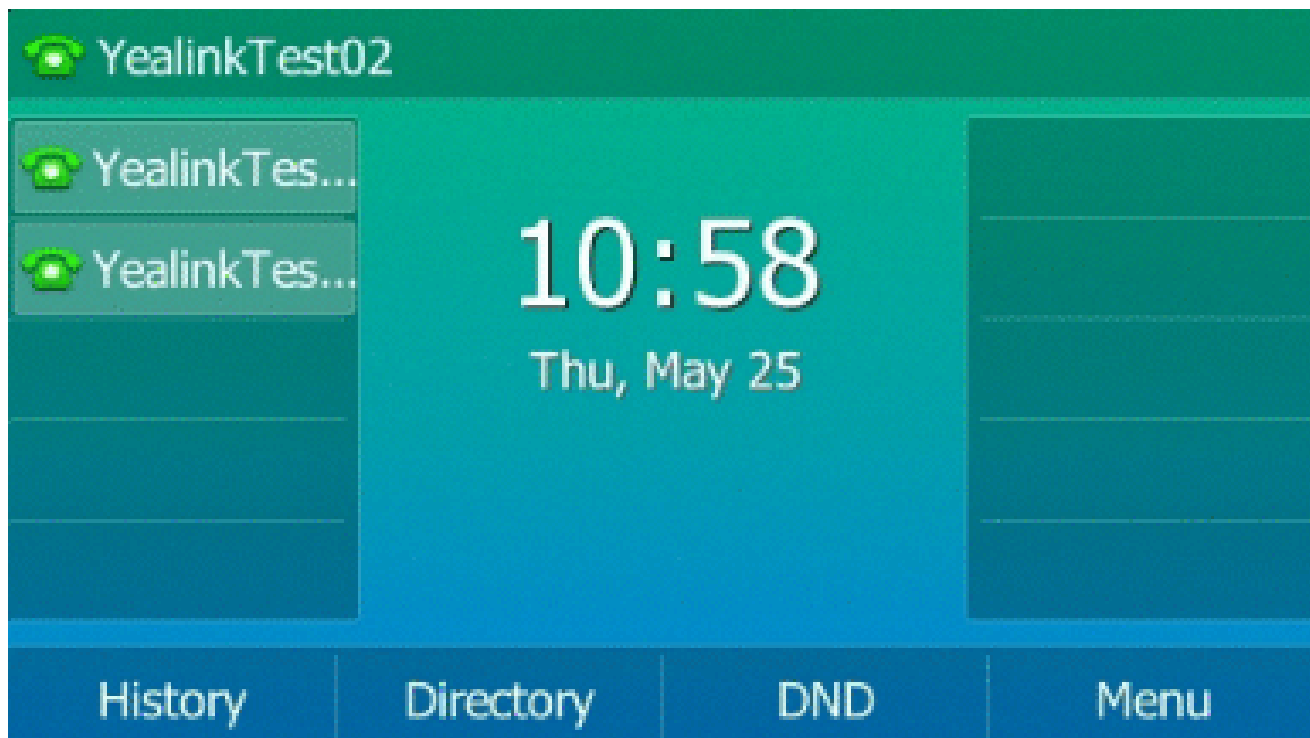 YealinkTest02
YealinkTes...
YealinkTes...
10:58
Thu, May 25
History Directory DND Menu